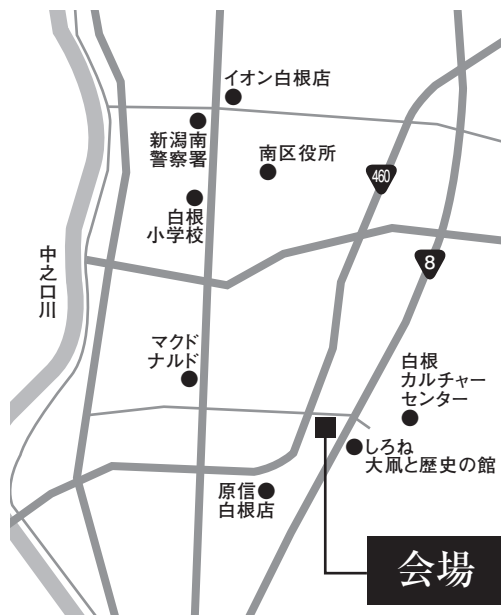 イオン白根店
新潟南
警察署
南区役所
460
白根
小学校
中之口川
8
マクド
ナルド
白根
カルチャー
センター
しろね
大凧と歴史の館
原信
白根店
会場